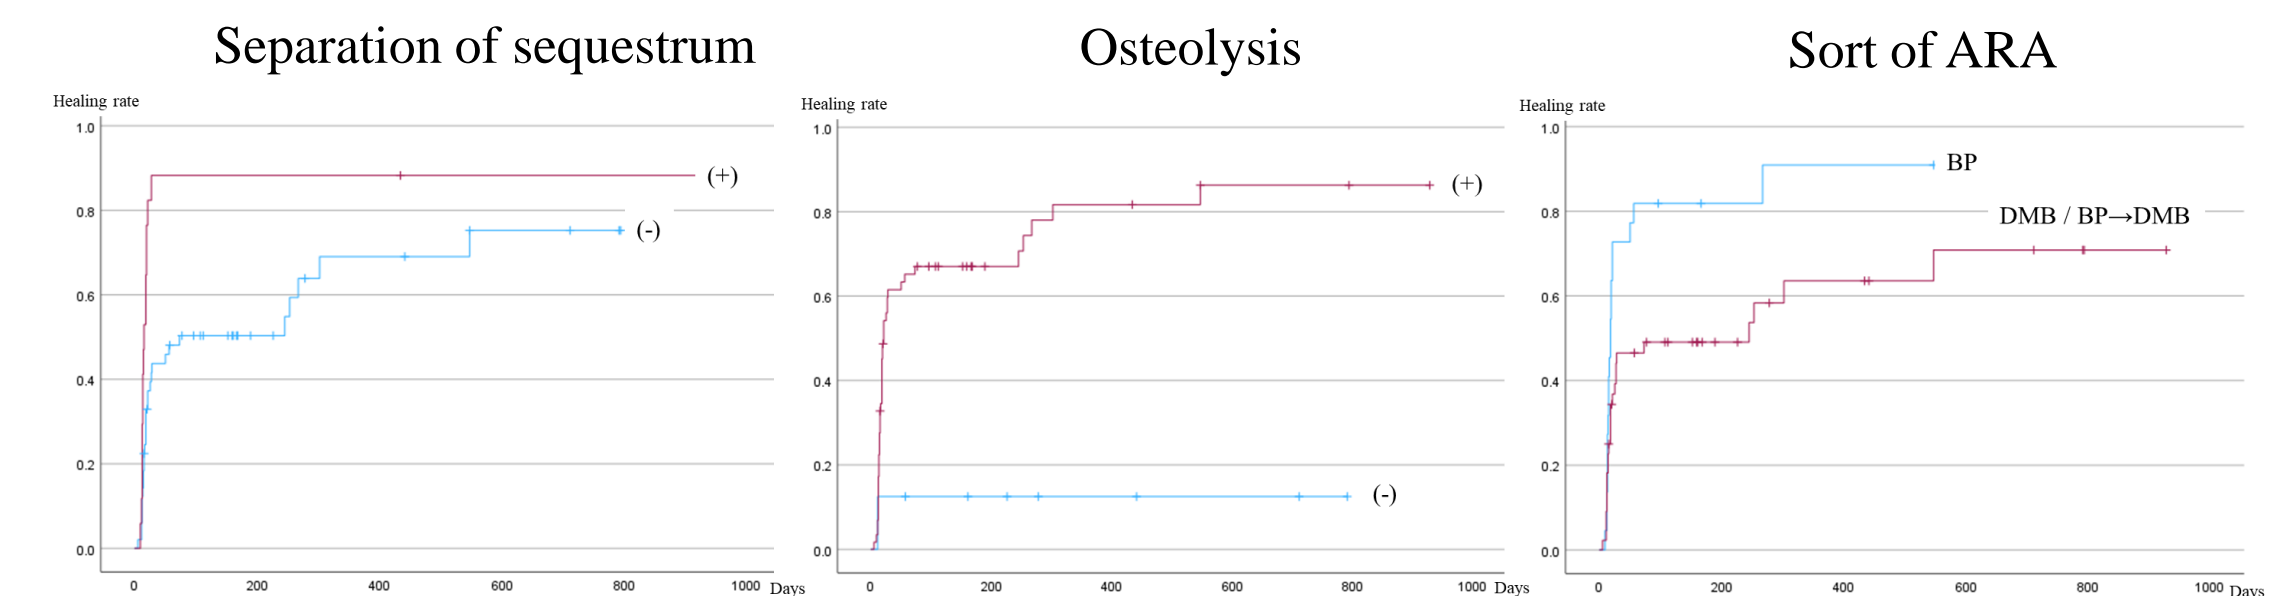 Separation of sequestrum
Healing rate
1.0
0.8
0.6
0.4
0.2
0.0
(+)
(-)
0 200 400 600 800 1000 Days
Osteolysis
Healing rate
1.0
0.8
0.6
0.4
0.2
0.0
(+)
(-)
0 200 400 600 800 1000 Days
Sort of ARA
Healing rate
1.0
0.8
0.6
0.4
0.2
0.0
BP
DMB / BP→DMB
0 200 400 600 800 1000 Days